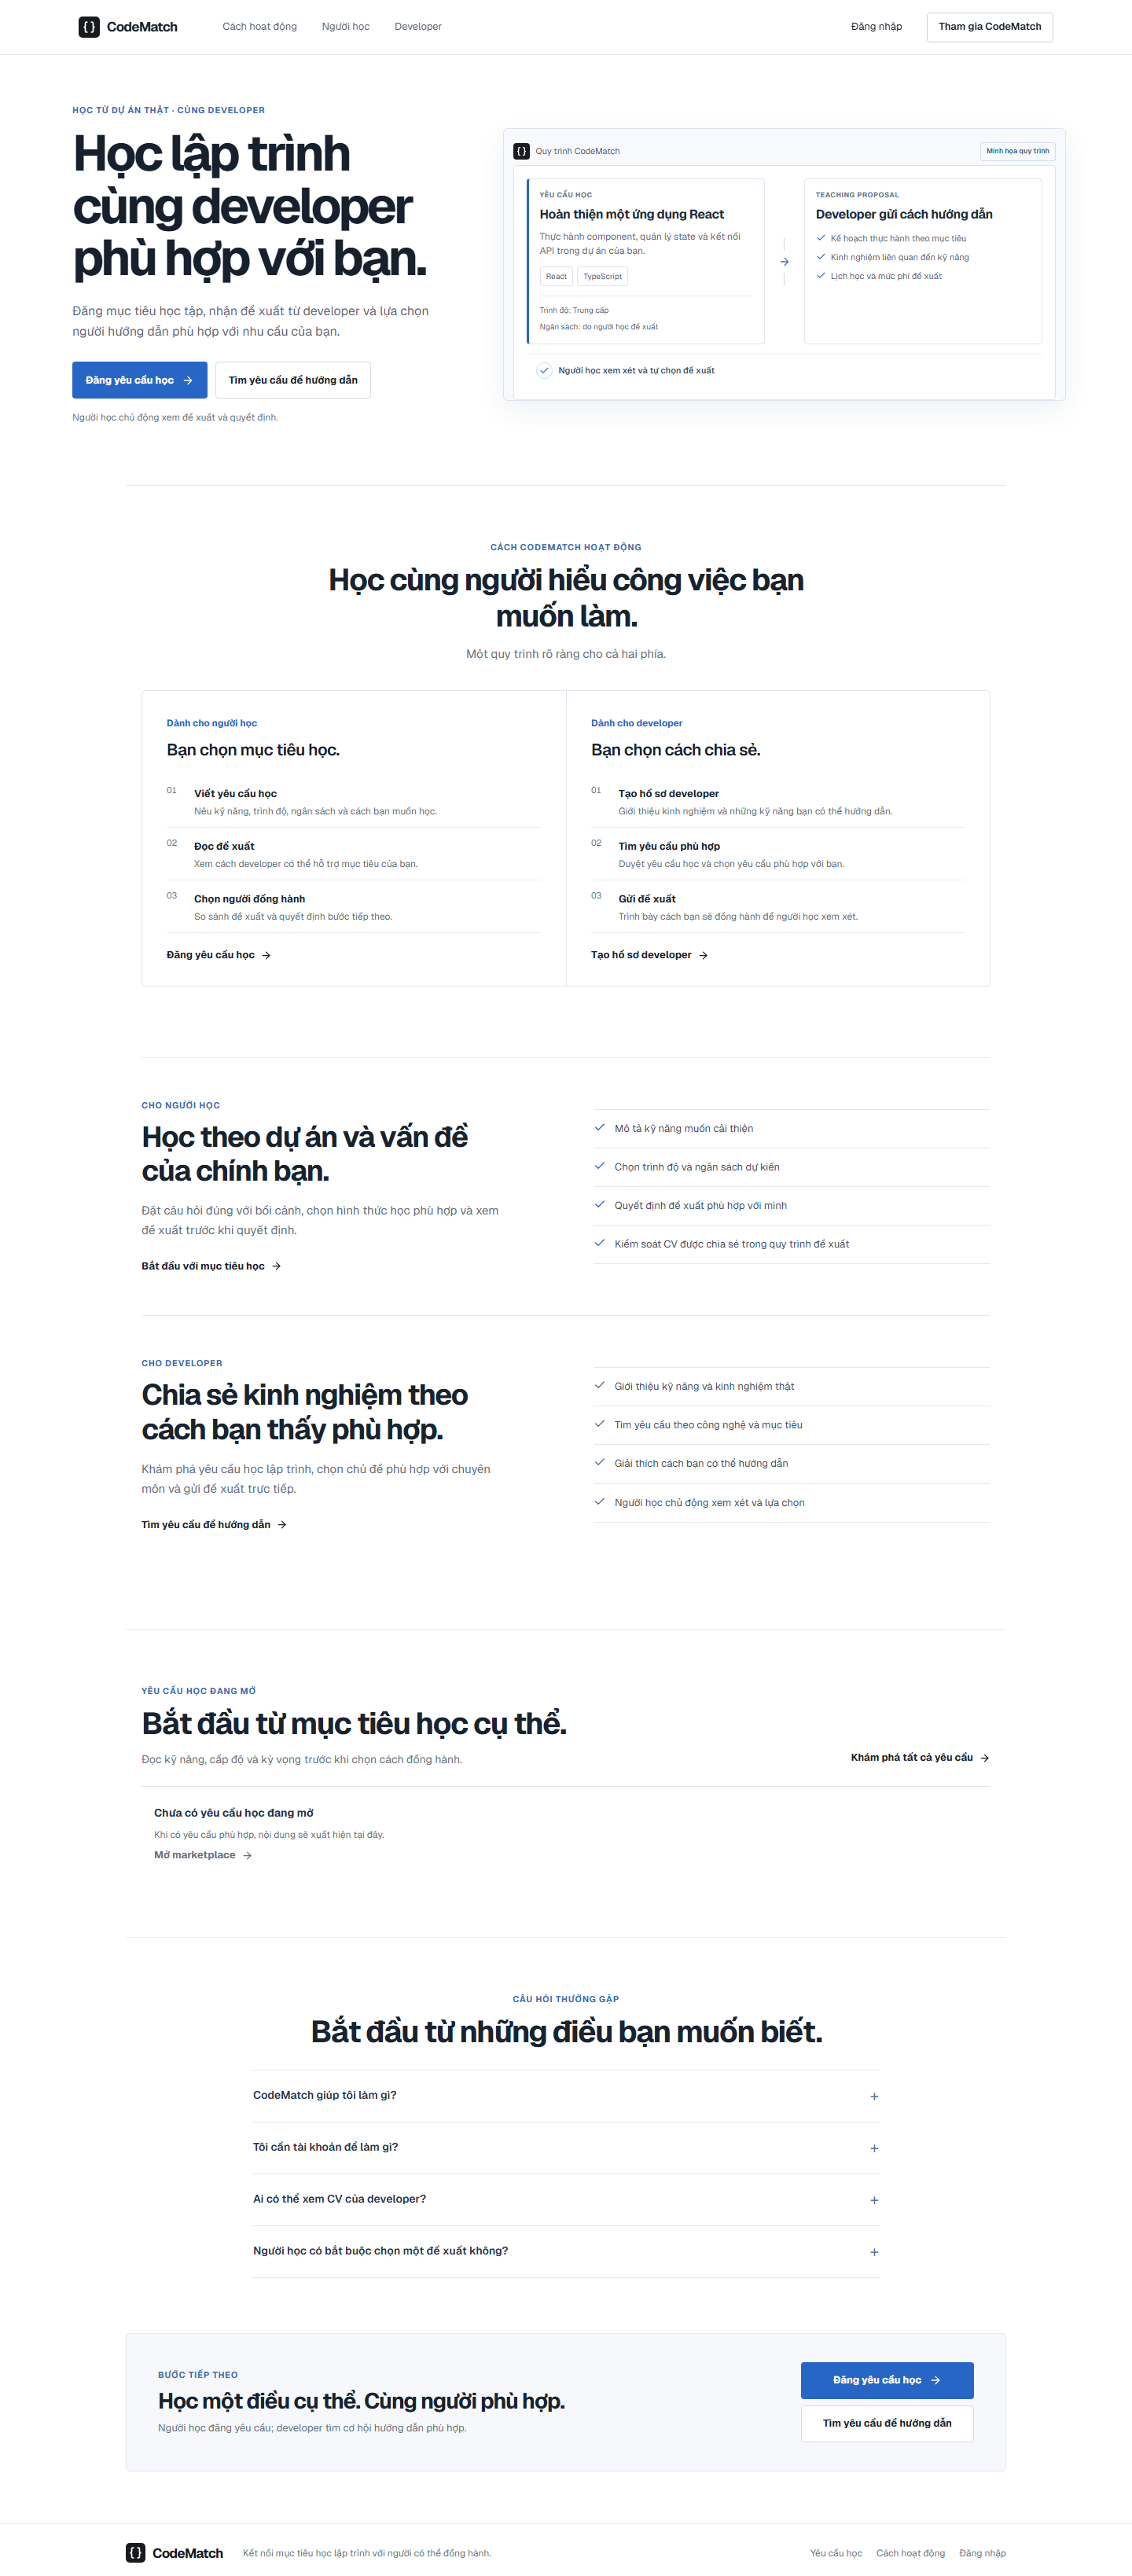 CodeMatch
Cách hoạt động
Người học
Developer
Đăng nhập
Tham gia CodeMatch
HỌC TỪ DỰ ÁN THẬT · CÙNG DEVELOPER
Học lập trình
cùng developer
phù hợp với bạn.
Đăng mục tiêu học tập, nhận đề xuất từ developer và lựa chọn
người hướng dẫn phù hợp với nhu cầu của bạn.
Đăng yêu cầu học
Tìm yêu cầu để hướng dẫn
Người học chủ động xem đề xuất và quyết định.
Quy trình CodeMatch
Minh họa quy trình
YÊU CẦU HỌC
Hoàn thiện một ứng dụng React
Thực hành component, quản lý state và kết nối
API trong dự án của bạn.
React
TypeScript
Trình độ: Trung cấp
Ngân sách: do người học đề xuất
TEACHING PROPOSAL
Developer gửi cách hướng dẫn
Kế hoạch thực hành theo mục tiêu
Kinh nghiệm liên quan đến kỹ năng
Lịch học và mức phí đề xuất
Người học xem xét và tự chọn đề xuất
CÁCH CODEMATCH HOẠT ĐỘNG
Học cùng người hiểu công việc bạn
muốn làm.
Một quy trình rõ ràng cho cả hai phía.
Dành cho người học
Bạn chọn mục tiêu học.
01
Viết yêu cầu học
Nêu kỹ năng, trình độ, ngân sách và cách bạn muốn học.
02
Đọc đề xuất
Xem cách developer có thể hỗ trợ mục tiêu của bạn.
03
Chọn người đồng hành
So sánh đề xuất và quyết định bước tiếp theo.
Đăng yêu cầu học
Dành cho developer
Bạn chọn cách chia sẻ.
01
Tạo hồ sơ developer
Giới thiệu kinh nghiệm và những kỹ năng bạn có thể hướng dẫn.
02
Tìm yêu cầu phù hợp
Duyệt yêu cầu học và chọn yêu cầu phù hợp với bạn.
03
Gửi đề xuất
Trình bày cách bạn sẽ đồng hành để người học xem xét.
Tạo hồ sơ developer
CHO NGƯỜI HỌC
Học theo dự án và vấn đề
của chính bạn.
Đặt câu hỏi đúng với bối cảnh, chọn hình thức học phù hợp và xem
đề xuất trước khi quyết định.
Bắt đầu với mục tiêu học
Mô tả kỹ năng muốn cải thiện
Chọn trình độ và ngân sách dự kiến
Quyết định đề xuất phù hợp với mình
Kiểm soát CV được chia sẻ trong quy trình đề xuất
CHO DEVELOPER
Chia sẻ kinh nghiệm theo
cách bạn thấy phù hợp.
Khám phá yêu cầu học lập trình, chọn chủ đề phù hợp với chuyên
môn và gửi đề xuất trực tiếp.
Tìm yêu cầu để hướng dẫn
Giới thiệu kỹ năng và kinh nghiệm thật
Tìm yêu cầu theo công nghệ và mục tiêu
Giải thích cách bạn có thể hướng dẫn
Người học chủ động xem xét và lựa chọn
YÊU CẦU HỌC ĐANG MỞ
Bắt đầu từ mục tiêu học cụ thể.
Đọc kỹ năng, cấp độ và kỳ vọng trước khi chọn cách đồng hành.
Khám phá tất cả yêu cầu
Chưa có yêu cầu học đang mở
Khi có yêu cầu phù hợp, nội dung sẽ xuất hiện tại đây.
Mở marketplace
CÂU HỎI THƯỜNG GẶP
Bắt đầu từ những điều bạn muốn biết.
CodeMatch giúp tôi làm gì?
Tôi cần tài khoản để làm gì?
Ai có thể xem CV của developer?
Người học có bắt buộc chọn một đề xuất không?
BƯỚC TIẾP THEO
Học một điều cụ thể. Cùng người phù hợp.
Người học đăng yêu cầu; developer tìm cơ hội hướng dẫn phù hợp.
Đăng yêu cầu học
Tìm yêu cầu để hướng dẫn
CodeMatch
Kết nối mục tiêu học lập trình với người có thể đồng hành.
Yêu cầu học
Cách hoạt động
Đăng nhập